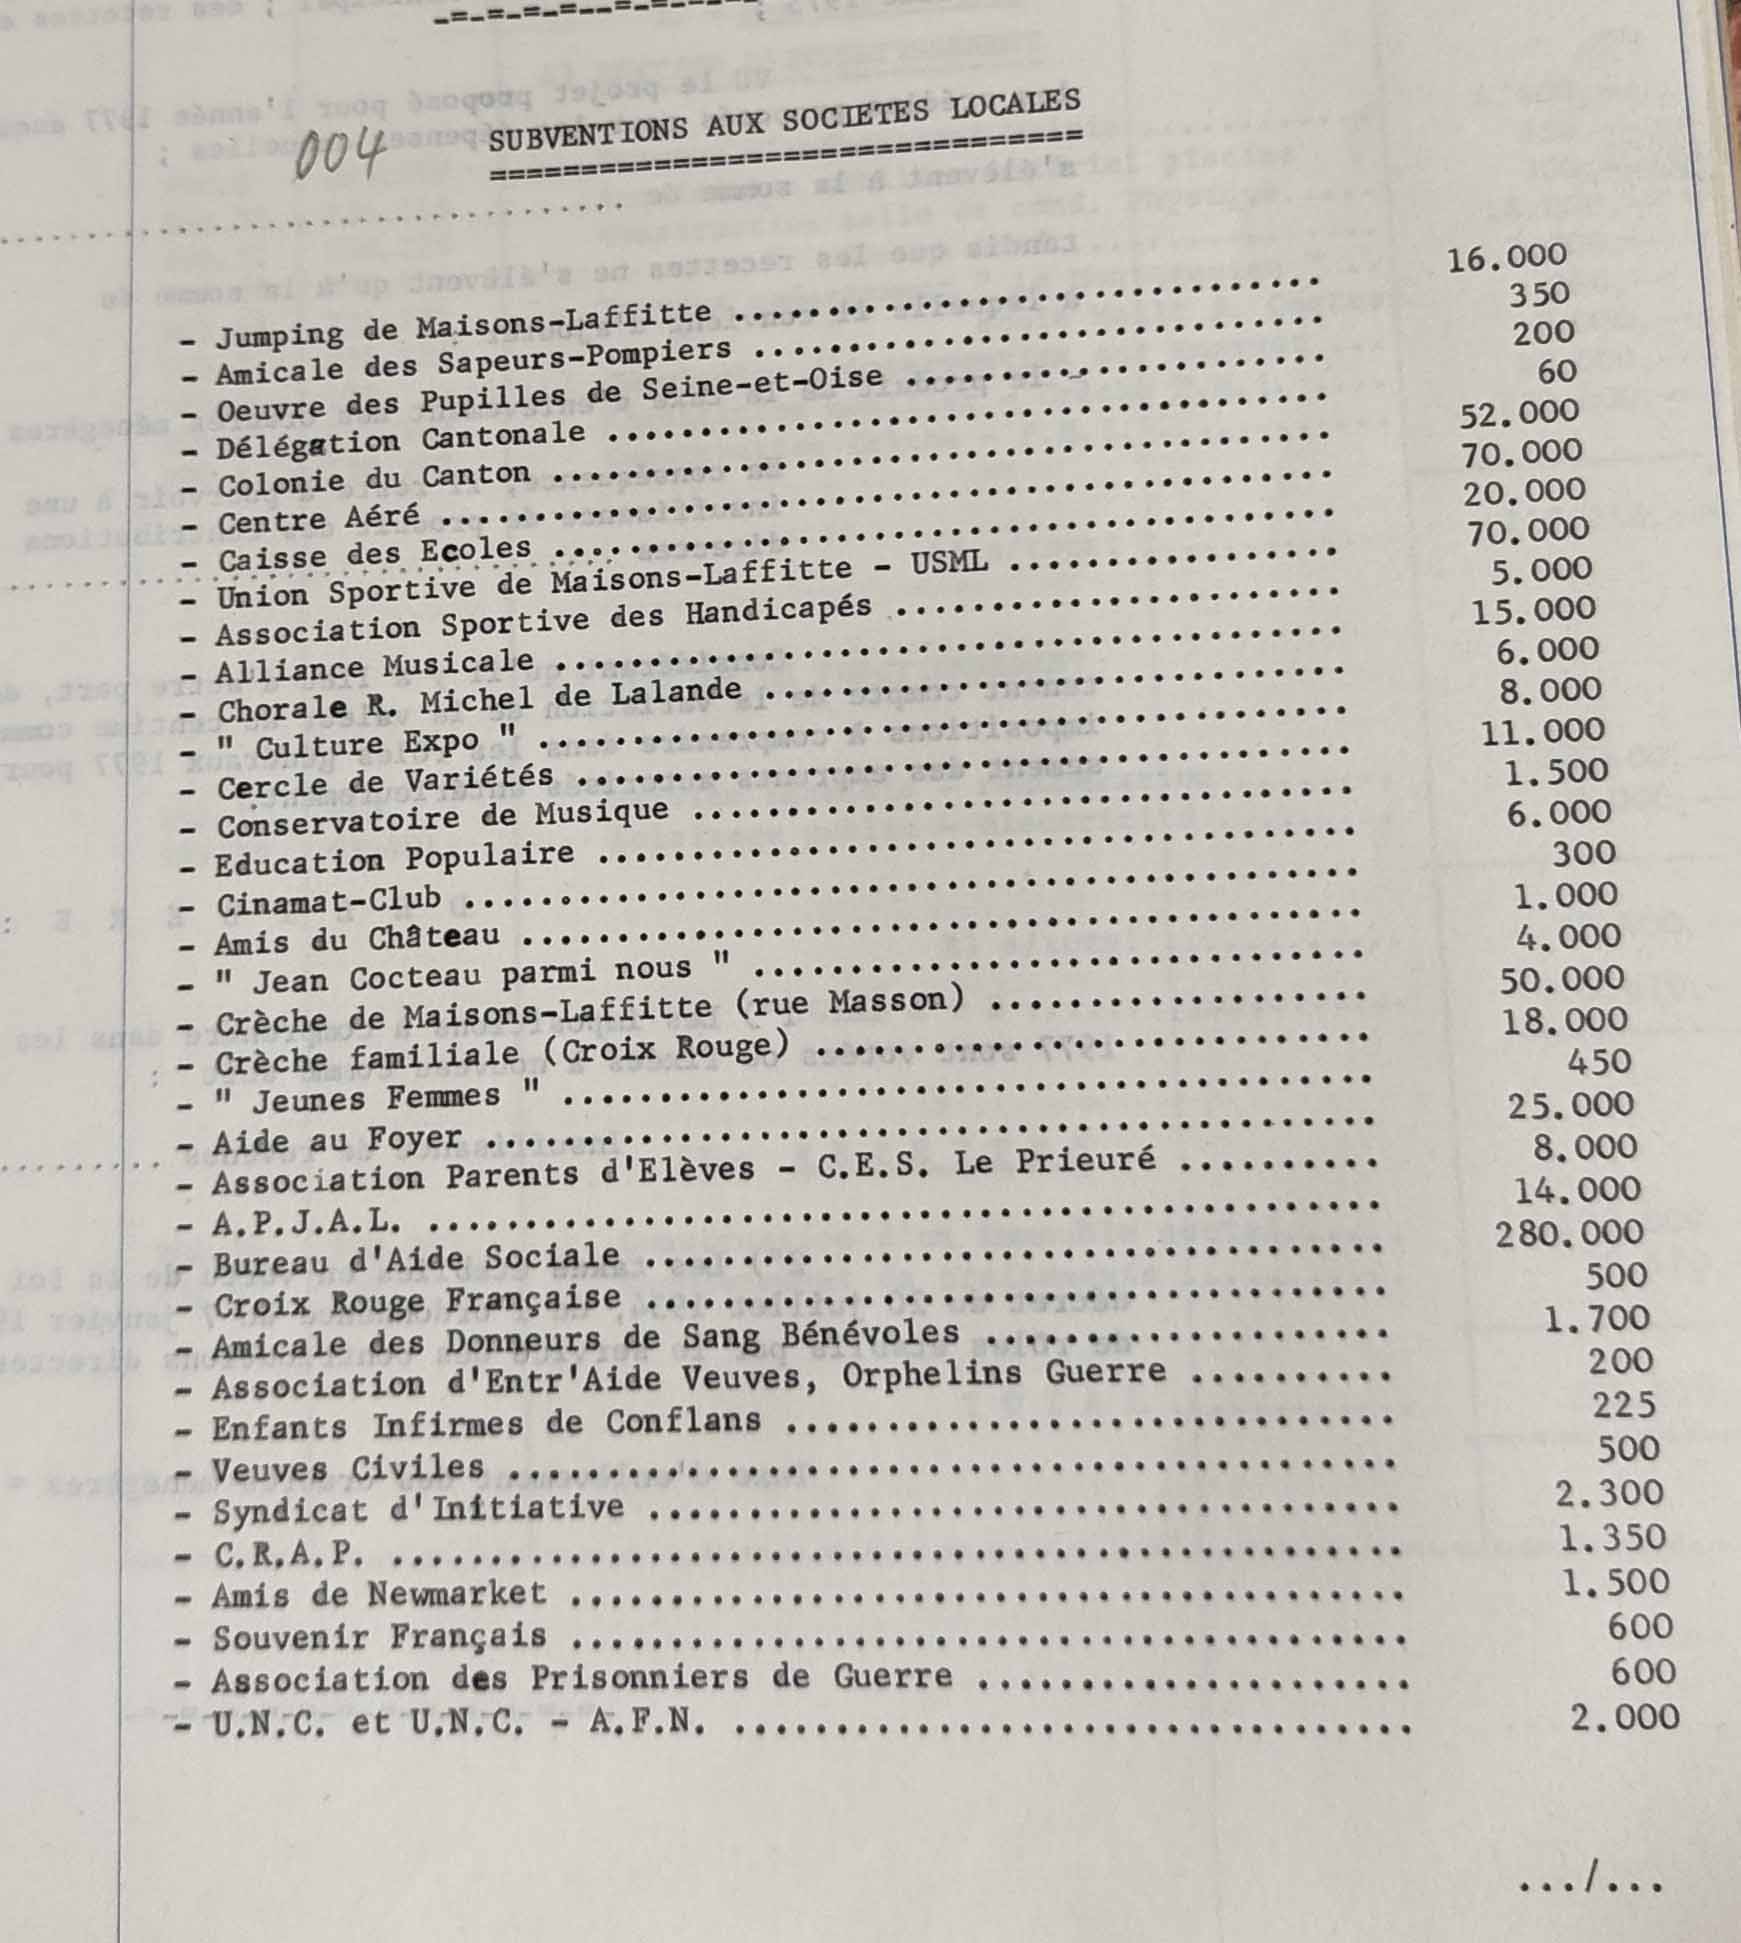 004
SUBVENTIONS AUX SOCIETES LOCALES
- Jumping de Maisons-Laffitte ............................... 16.000
- Amicale des Sapeurs-Pompiers .............................. 350
- Oeuvre des Pupilles de Seine-et-Oise ...................... 200
- Délégation Cantonale ...................................... 60
- Colonie du Canton ......................................... 52.000
- Centre Aéré ............................................... 70.000
- Caisse des Ecoles ......................................... 20.000
- Union Sportive de Maisons-Laffitte - USML ................. 70.000
- Association Sportive des Handicapés ....................... 5.000
- Alliance Musicale ......................................... 15.000
- Chorale R. Michel de Lalande .............................. 6.000
- " Culture Expo " .......................................... 8.000
- Cercle de Variétés ........................................ 11.000
- Conservatoire de Musique .................................. 1.500
- Education Populaire ....................................... 6.000
- Cinamat-Club .............................................. 300
- Amis du Château ........................................... 1.000
- " Jean Cocteau parmi nous " ............................... 4.000
- Crèche de Maisons-Laffitte (rue Masson) ................... 50.000
- Crèche familiale (Croix Rouge) ............................ 18.000
- " Jeunes Femmes " ......................................... 450
- Aide au Foyer ............................................. 25.000
- Association Parents d'Elèves - C.E.S. Le Prieuré .......... 8.000
- A.P.J.A.L. ................................................ 14.000
- Bureau d'Aide Sociale ..................................... 280.000
- Croix Rouge Française ..................................... 500
- Amicale des Donneurs de Sang Bénévoles .................... 1.700
- Association d'Entr'Aide Veuves, Orphelins Guerre .......... 200
- Enfants Infirmes de Conflans .............................. 225
- Veuves Civiles ............................................ 500
- Syndicat d'Initiative ..................................... 2.300
- C.R.A.P. .................................................. 1.350
- Amis de Newmarket ......................................... 1.500
- Souvenir Français ......................................... 600
- Association des Prisonniers de Guerre ..................... 600
- U.N.C. et U.N.C. - A.F.N. ................................. 2.000
.../...